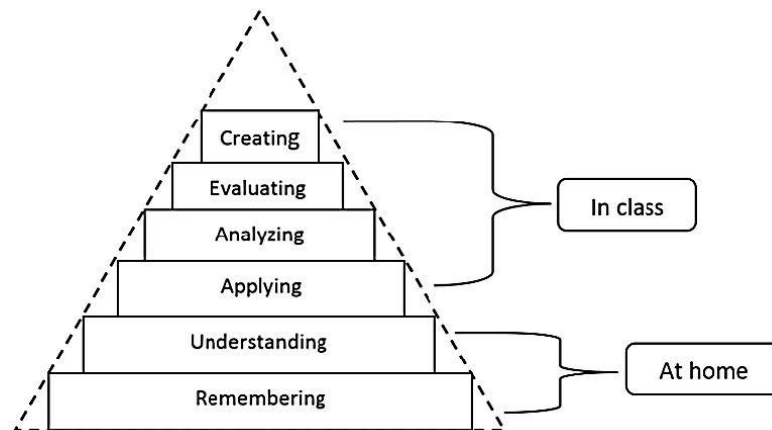 Creating
Evaluating
Analyzing
Applying
Understanding
Remembering
In class
At home